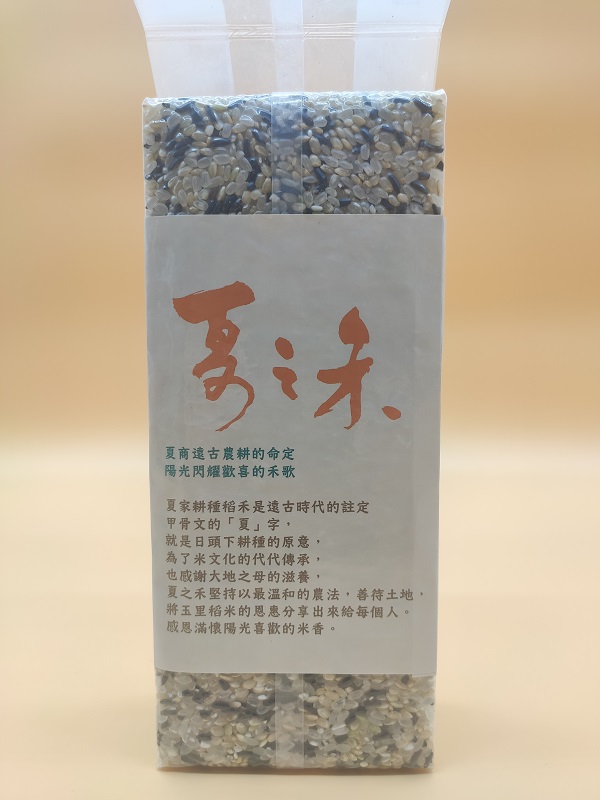 夏之禾
夏商遠古農耕的命定
陽光閃耀歡喜的禾歌
夏家耕種稻禾是遠古時代的註定
甲骨文的「夏」字，
就是日頭下耕種的原意，
為了米文化的代代傳承，
也感謝大地之母的滋養，
夏之禾堅持以最溫和的農法，善待土地，
將玉里稻米的恩惠分享出來給每個人。
感恩滿懷陽光喜歡的米香。